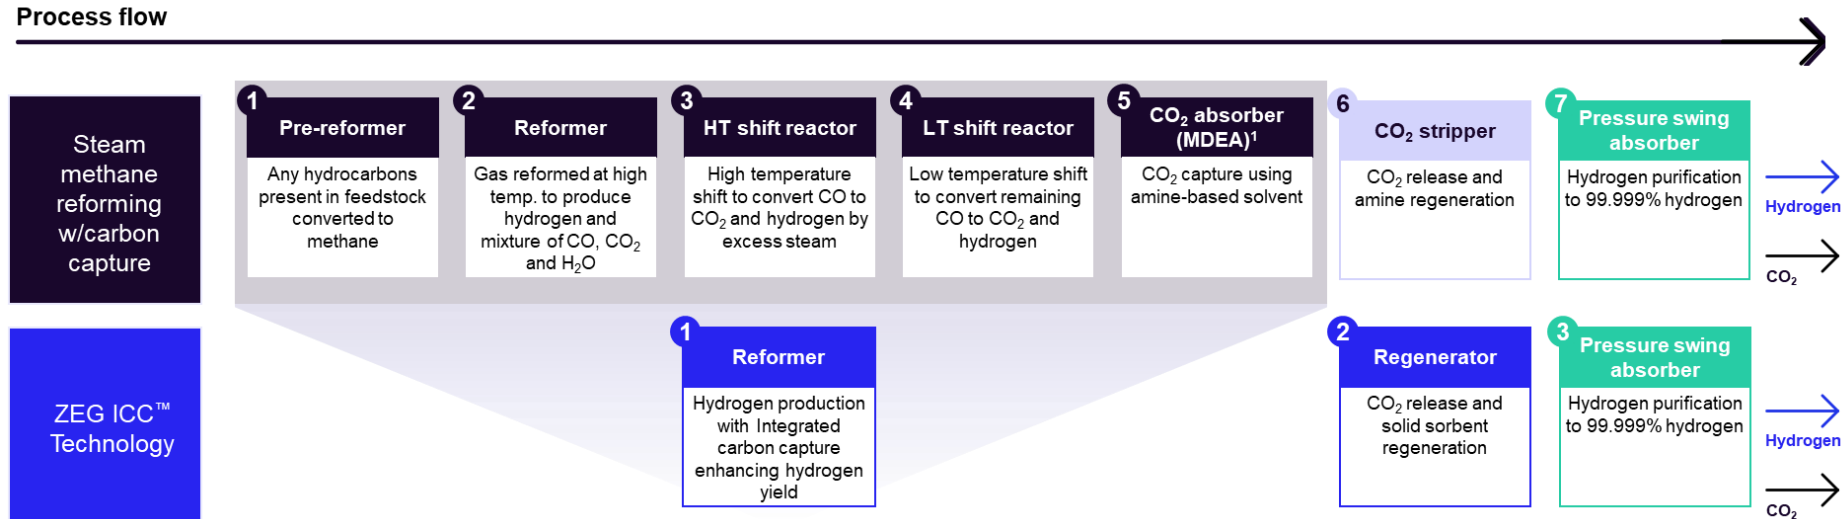 Process flow
Steam
methane
reforming
w/carbon
capture
1
Pre-reformer
Any hydrocarbons
present in feedstock
converted to
methane
2
Reformer
Gas reformed at high
temp. to produce
hydrogen and
mixture of CO, CO₂
and H₂O
3
HT shift reactor
High temperature
shift to convert CO to
CO₂ and hydrogen by
excess steam
4
LT shift reactor
Low temperature shift
to convert remaining
CO to CO₂ and
hydrogen
5
CO₂ absorber
(MDEA)¹
CO₂ capture using
amine-based solvent
6
CO₂ stripper
CO₂ release and
amine regeneration
7
Pressure swing
absorber
Hydrogen purification
to 99.999% hydrogen
Hydrogen
CO₂
ZEG ICC™
Technology
1
Reformer
Hydrogen production
with Integrated
carbon capture
enhancing hydrogen
yield
2
Regenerator
CO₂ release and
solid sorbent
regeneration
3
Pressure swing
absorber
Hydrogen purification
to 99.999% hydrogen
Hydrogen
CO₂